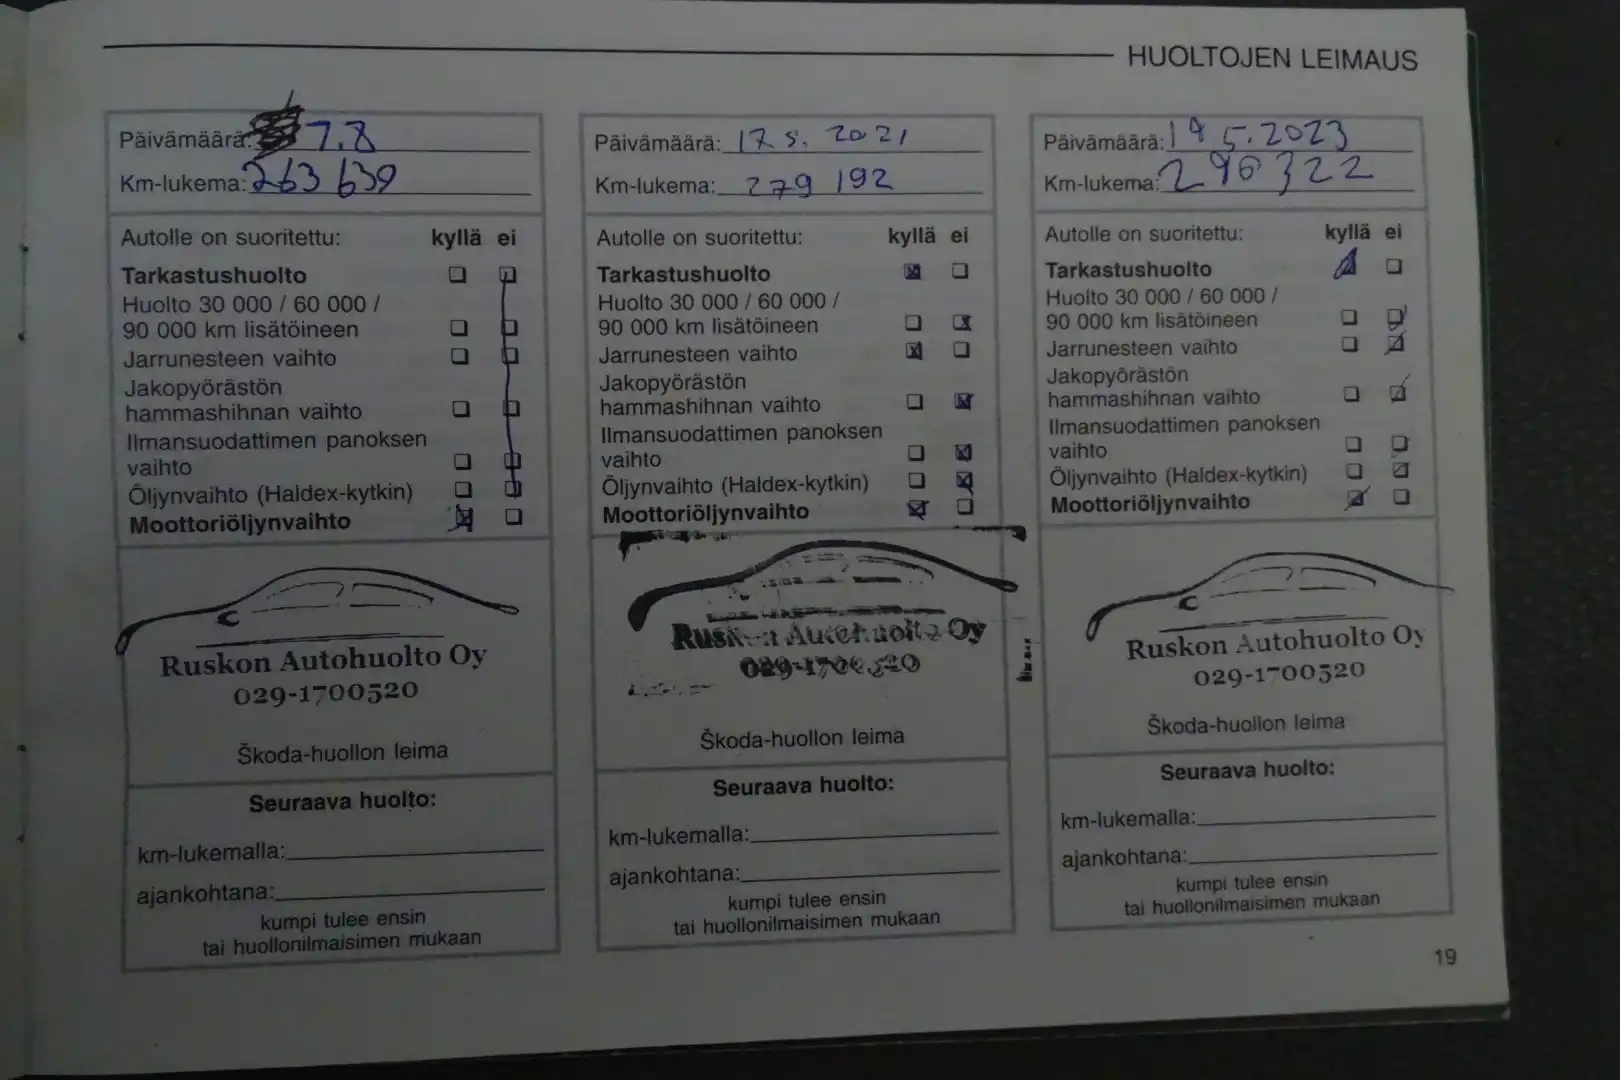 HUOLTOJEN LEIMAUS
Päivämäärä: 7.8
Km-lukema: 263 639
Autolle on suoritettu: kyllä ei
Tarkastushuolto
Huolto 30 000 / 60 000 /
90 000 km lisätöineen
Jarrunesteen vaihto
Jakopyörästön
hammashihnan vaihto
Ilmansuodattimen panoksen
vaihto
Öljynvaihto (Haldex-kytkin)
Moottoriöljynvaihto
Ruskon Autohuolto Oy
029-1700520
Škoda-huollon leima
Seuraava huolto:
km-lukemalla:
ajankohtana:
kumpi tulee ensin
tai huollonilmaisimen mukaan
Päivämäärä: 17 5. 2021
Km-lukema: 279 192
Autolle on suoritettu: kyllä ei
Tarkastushuolto
Huolto 30 000 / 60 000 /
90 000 km lisätöineen
Jarrunesteen vaihto
Jakopyörästön
hammashihnan vaihto
Ilmansuodattimen panoksen
vaihto
Öljynvaihto (Haldex-kytkin)
Moottoriöljynvaihto
Ruskon Autohuolto Oy
029-1700520
Škoda-huollon leima
Seuraava huolto:
km-lukemalla:
ajankohtana:
kumpi tulee ensin
tai huollonilmaisimen mukaan
Päivämäärä: 19 5.2023
Km-lukema: 296 322
Autolle on suoritettu: kyllä ei
Tarkastushuolto
Huolto 30 000 / 60 000 /
90 000 km lisätöineen
Jarrunesteen vaihto
Jakopyörästön
hammashihnan vaihto
Ilmansuodattimen panoksen
vaihto
Öljynvaihto (Haldex-kytkin)
Moottoriöljynvaihto
Ruskon Autohuolto Oy
029-1700520
Škoda-huollon leima
Seuraava huolto:
km-lukemalla:
ajankohtana:
kumpi tulee ensin
tai huollonilmaisimen mukaan
19